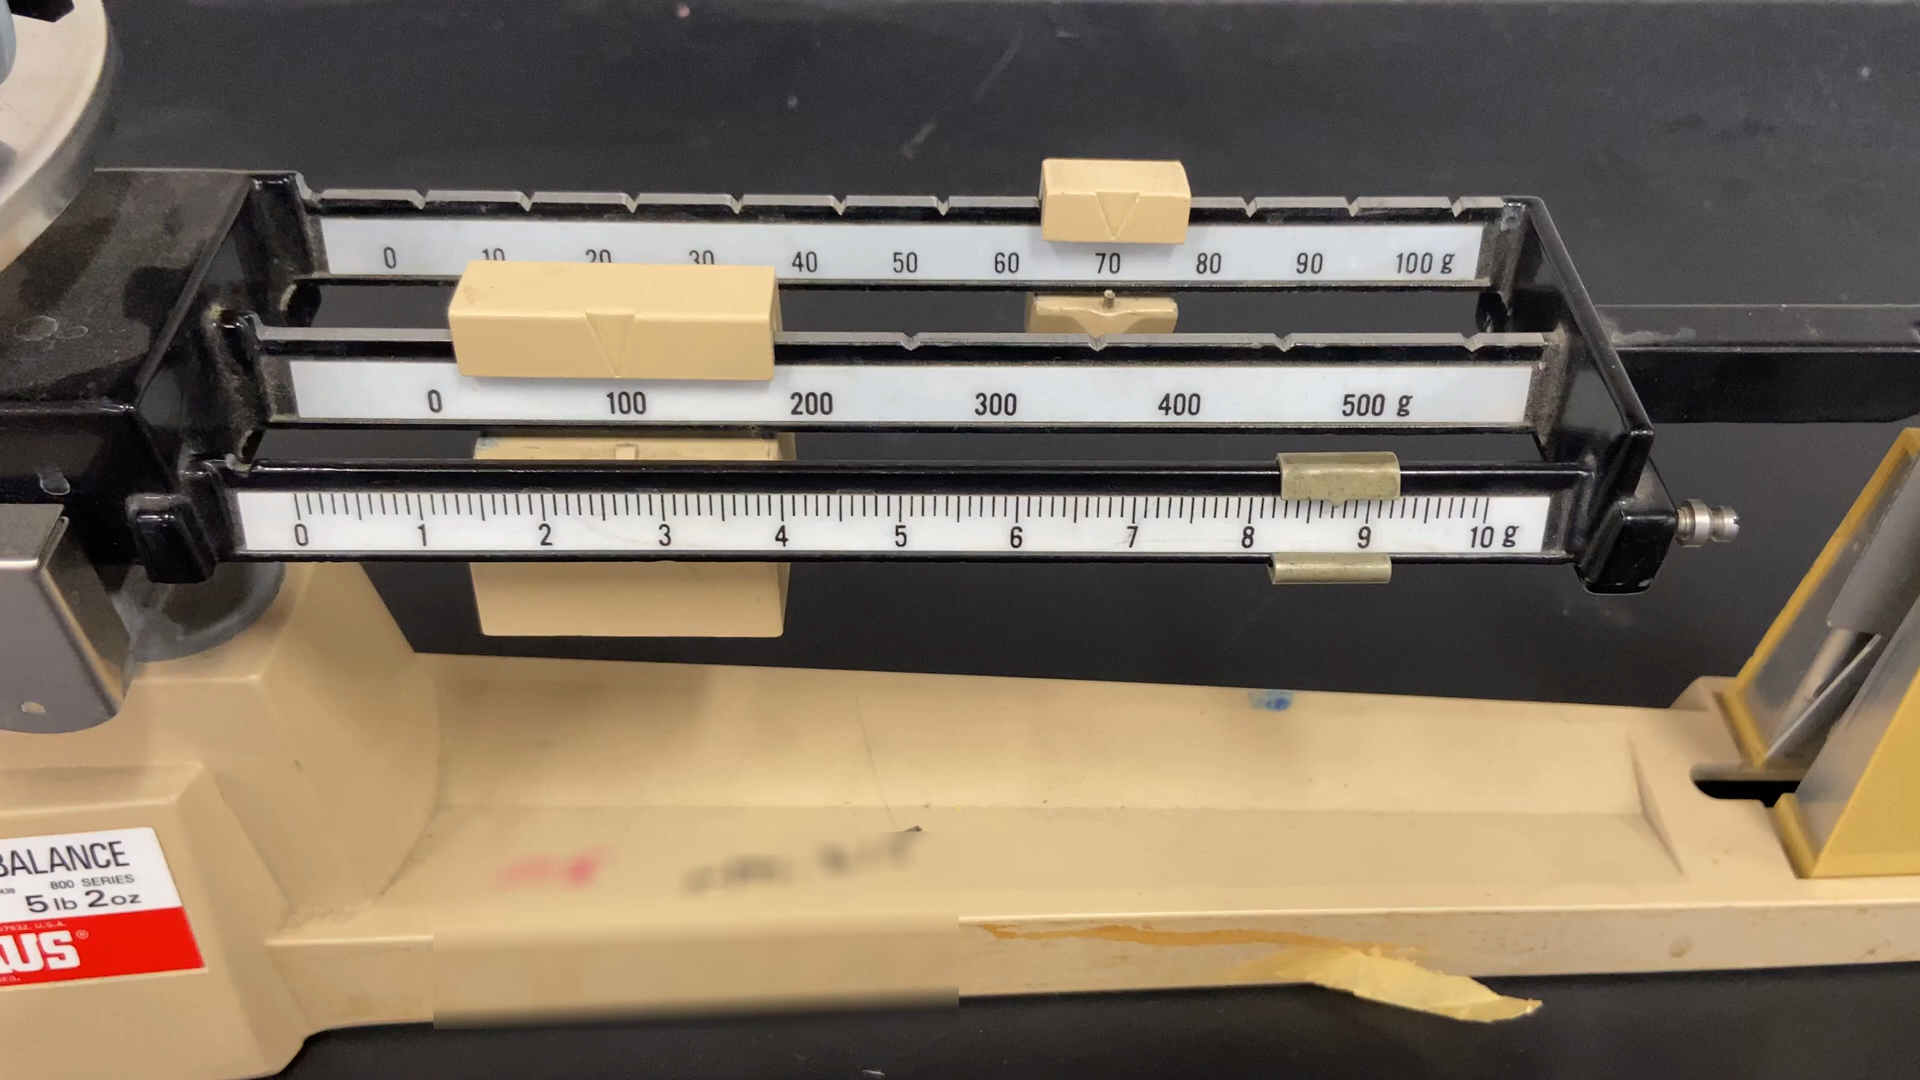 0 10 20 30 40 50 60 70 80 90 100 g
0 100 200 300 400 500 g
0 1 2 3 4 5 6 7 8 9 10 g
BALANCE
800 SERIES
5 lb 2 oz
U.S.A.
AUS®